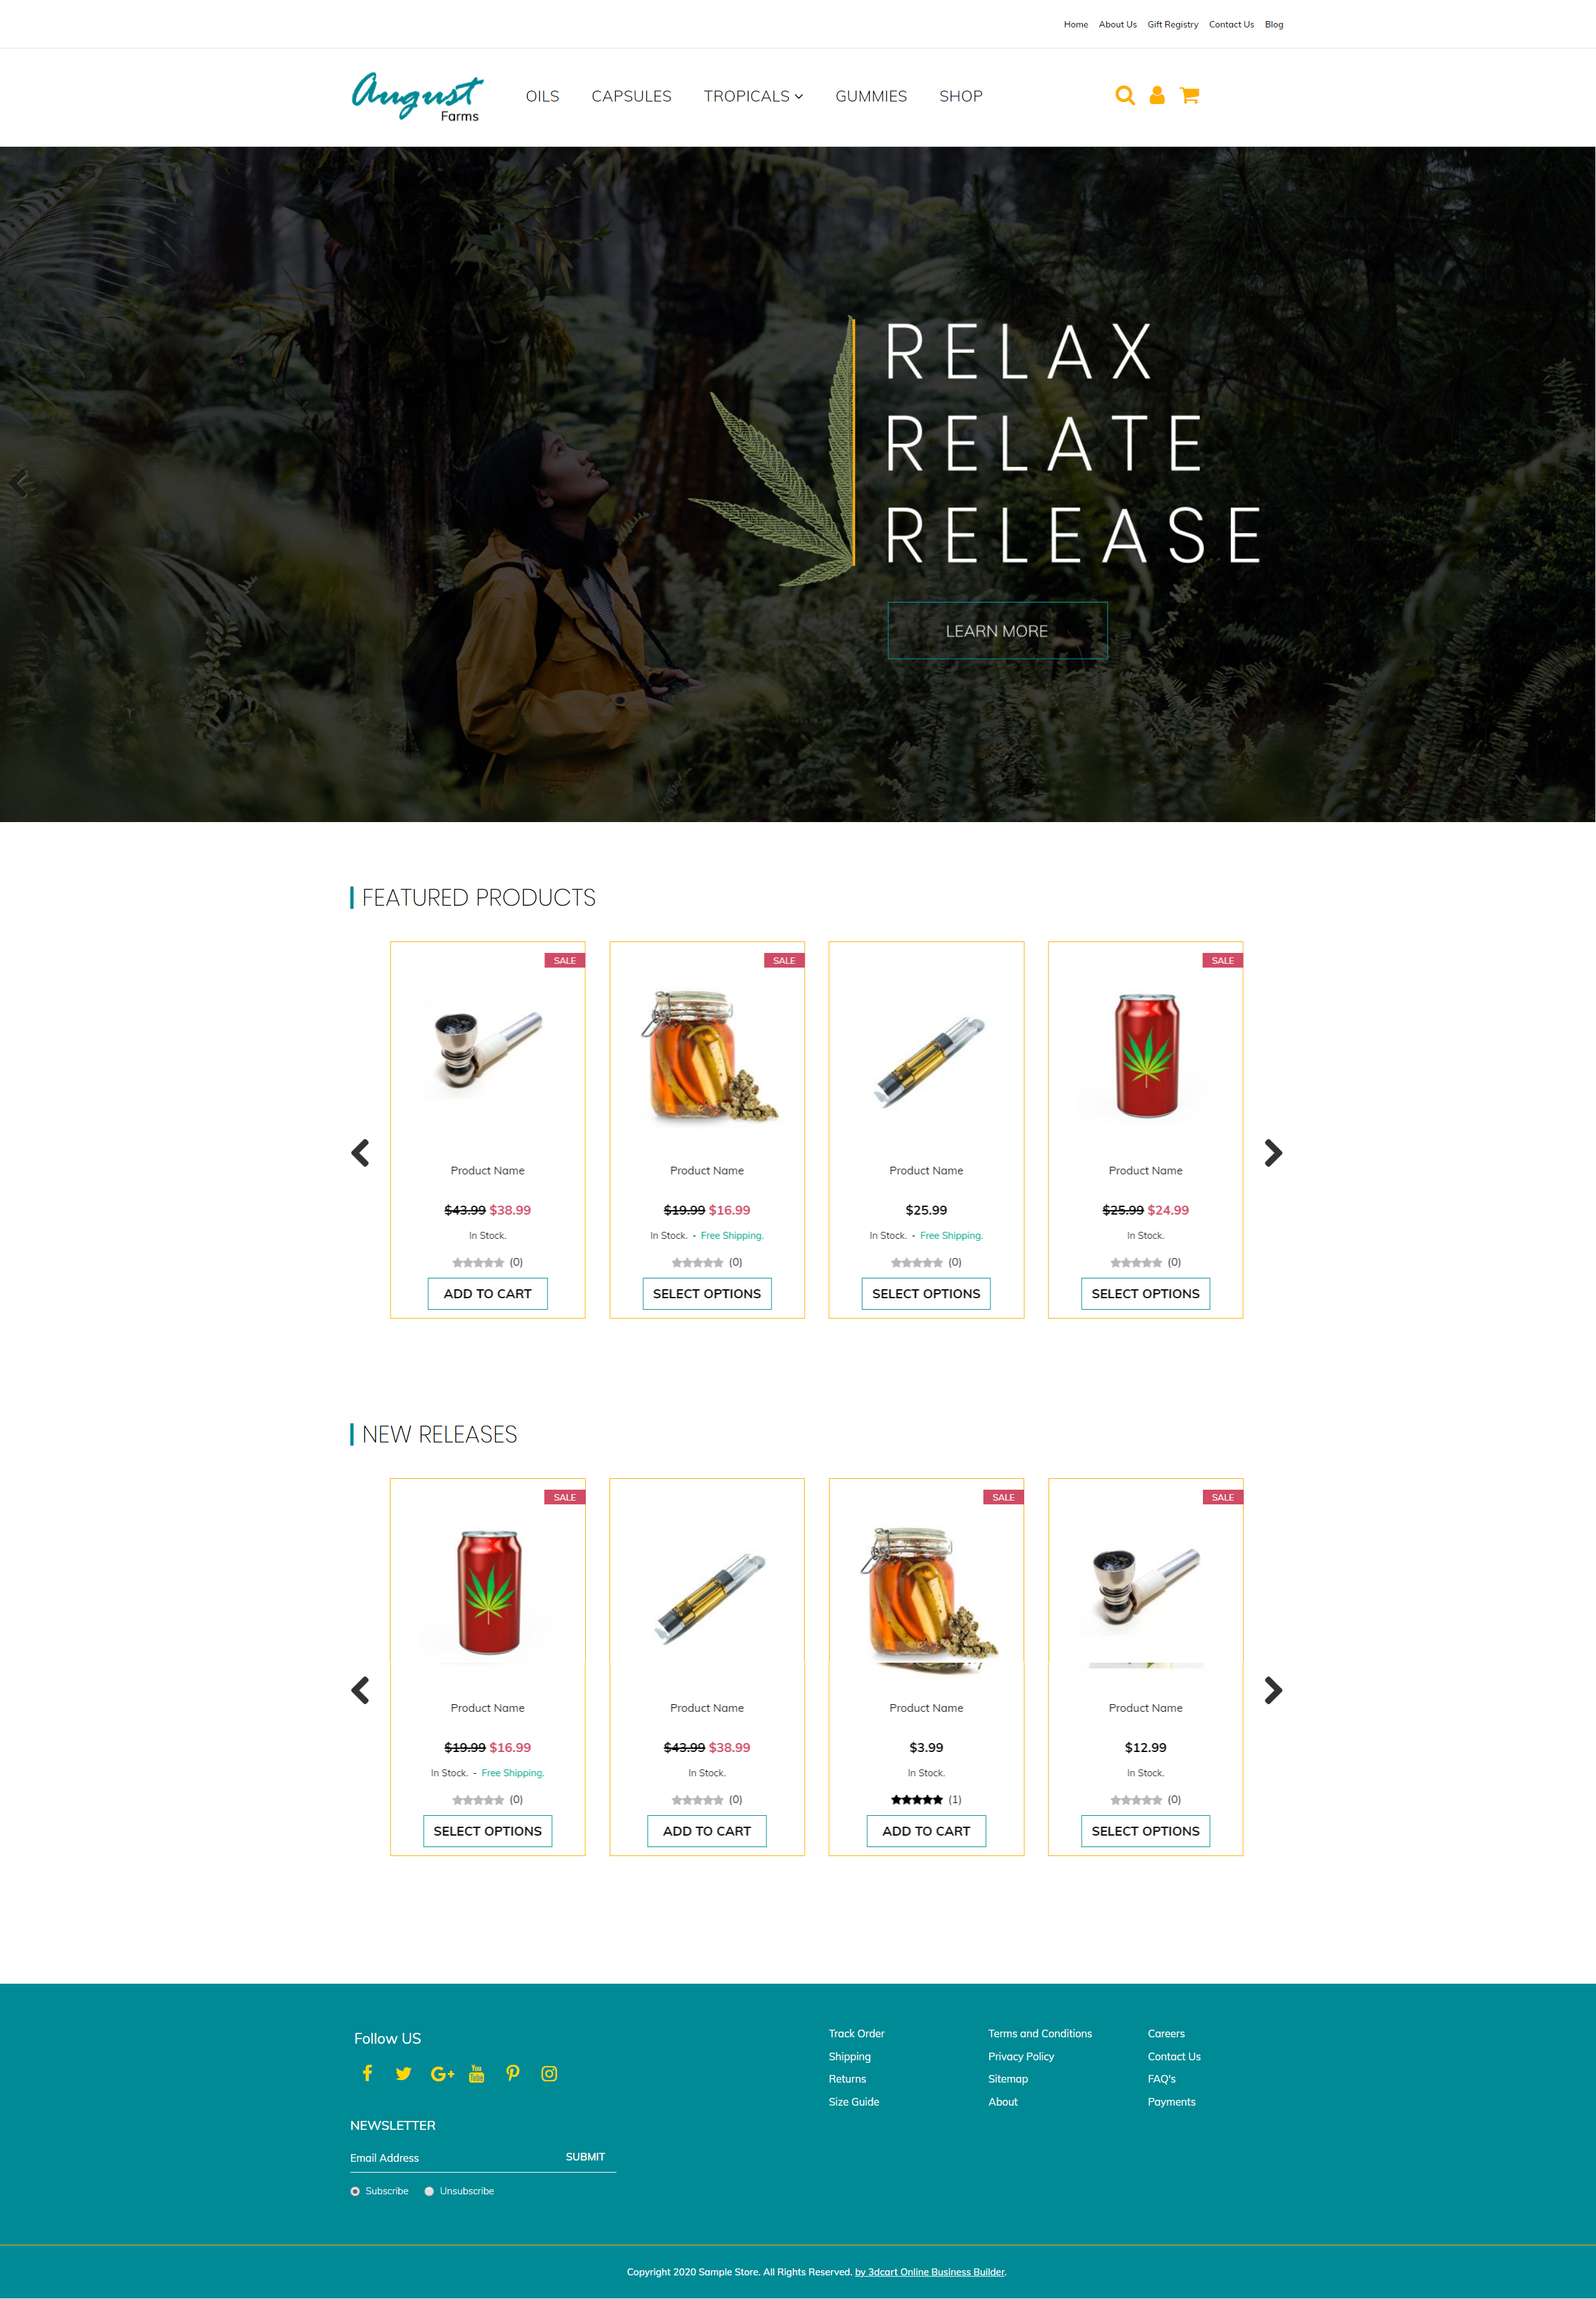 Home About Us Gift Registry Contact Us Blog
August
Farms
OILS CAPSULES TROPICALS GUMMIES SHOP
RELAX
RELATE
RELEASE
LEARN MORE
FEATURED PRODUCTS
SALE SALE SALE
Product Name Product Name Product Name Product Name
$43.99 $38.99 $19.99 $16.99 $25.99 $25.99 $24.99
In Stock. In Stock. - Free Shipping. In Stock. - Free Shipping. In Stock.
(0) (0) (0) (0)
ADD TO CART SELECT OPTIONS SELECT OPTIONS SELECT OPTIONS
NEW RELEASES
SALE SALE SALE
Product Name Product Name Product Name Product Name
$19.99 $16.99 $43.99 $38.99 $3.99 $12.99
In Stock. - Free Shipping. In Stock. In Stock. In Stock.
(0) (0) (1) (0)
SELECT OPTIONS ADD TO CART ADD TO CART SELECT OPTIONS
Follow US
You
Tube
NEWSLETTER
Email Address SUBMIT
Subscribe Unsubscribe
Track Order
Shipping
Returns
Size Guide
Terms and Conditions
Privacy Policy
Sitemap
About
Careers
Contact Us
FAQ's
Payments
Copyright 2020 Sample Store. All Rights Reserved. by 3dcart Online Business Builder.